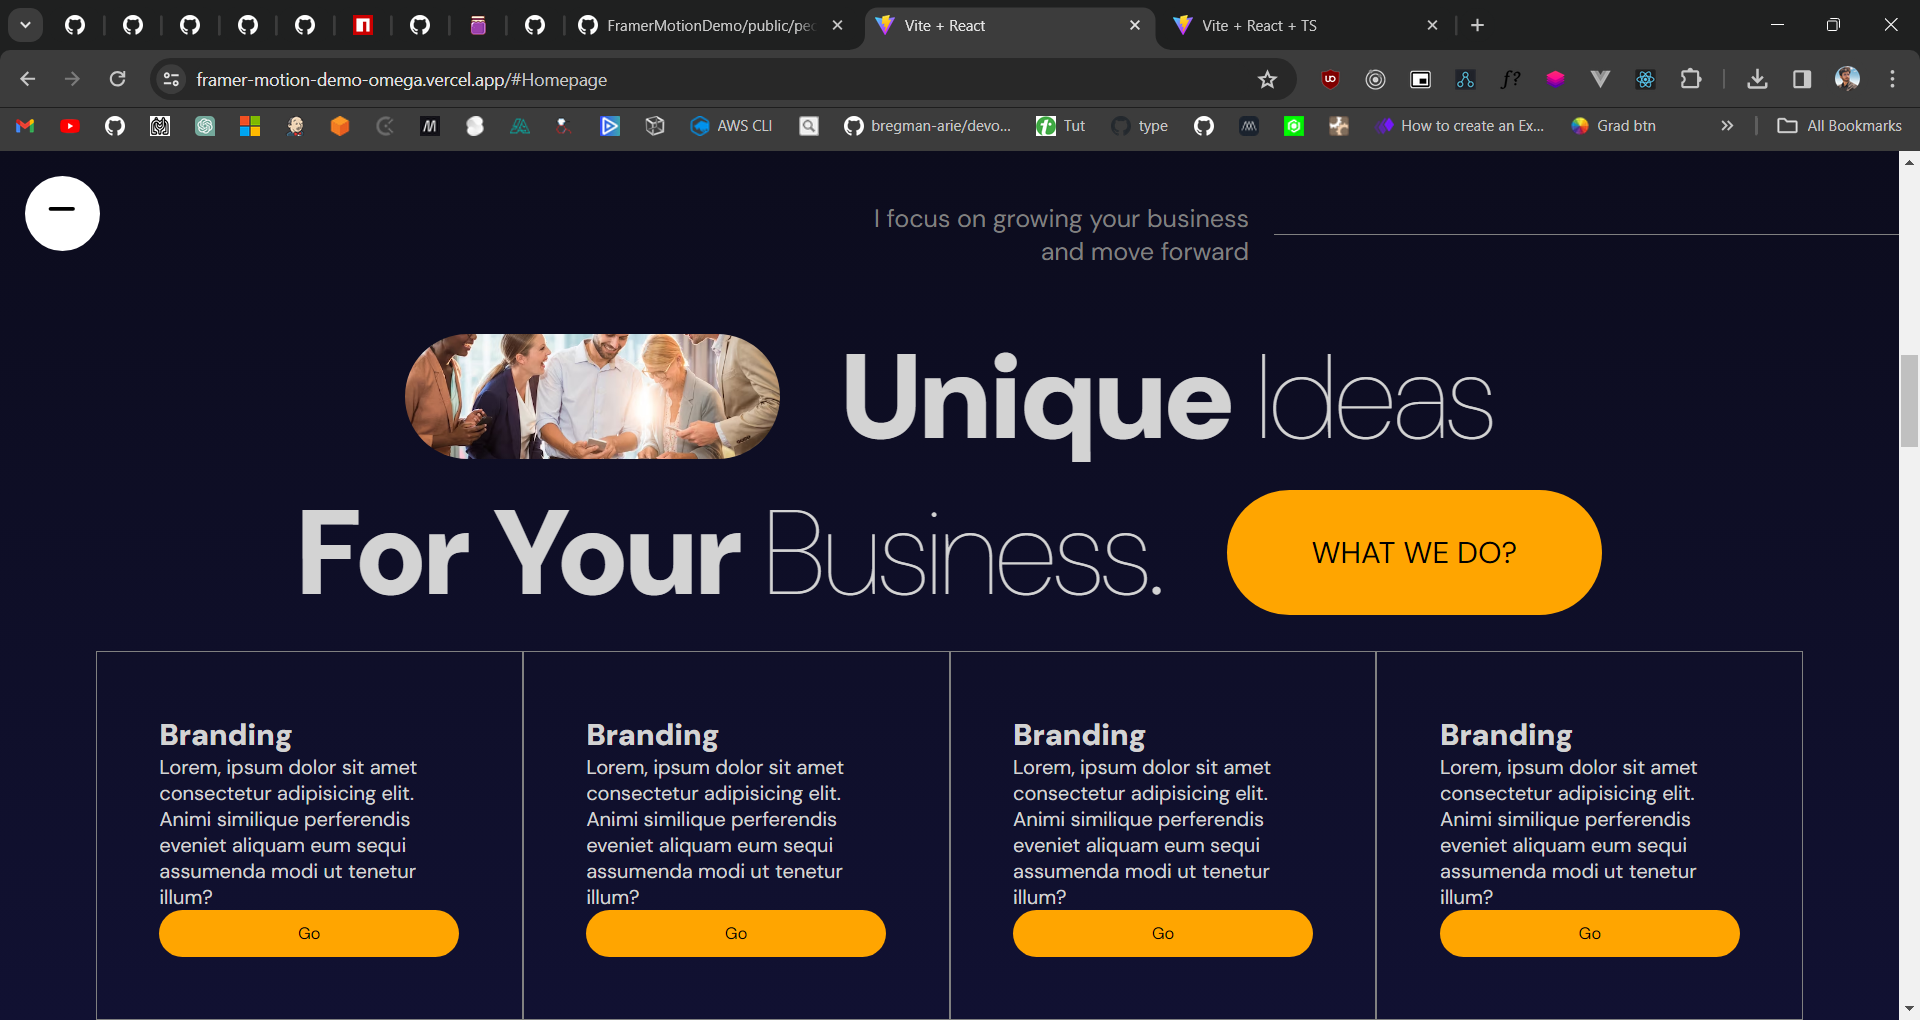 FramerMotionDemo/public/pec
Vite + React
Vite + React + TS
framer-motion-demo-omega.vercel.app/#Homepage
AWS CLI
bregman-arie/devo...
Tut
type
How to create an Ex...
Grad btn
All Bookmarks
I focus on growing your business
and move forward
Unique Ideas
For Your Business.
WHAT WE DO?
Branding
Lorem, ipsum dolor sit amet
consectetur adipisicing elit.
Animi similique perferendis
eveniet aliquam eum sequi
assumenda modi ut tenetur
illum?
Go
Branding
Lorem, ipsum dolor sit amet
consectetur adipisicing elit.
Animi similique perferendis
eveniet aliquam eum sequi
assumenda modi ut tenetur
illum?
Go
Branding
Lorem, ipsum dolor sit amet
consectetur adipisicing elit.
Animi similique perferendis
eveniet aliquam eum sequi
assumenda modi ut tenetur
illum?
Go
Branding
Lorem, ipsum dolor sit amet
consectetur adipisicing elit.
Animi similique perferendis
eveniet aliquam eum sequi
assumenda modi ut tenetur
illum?
Go